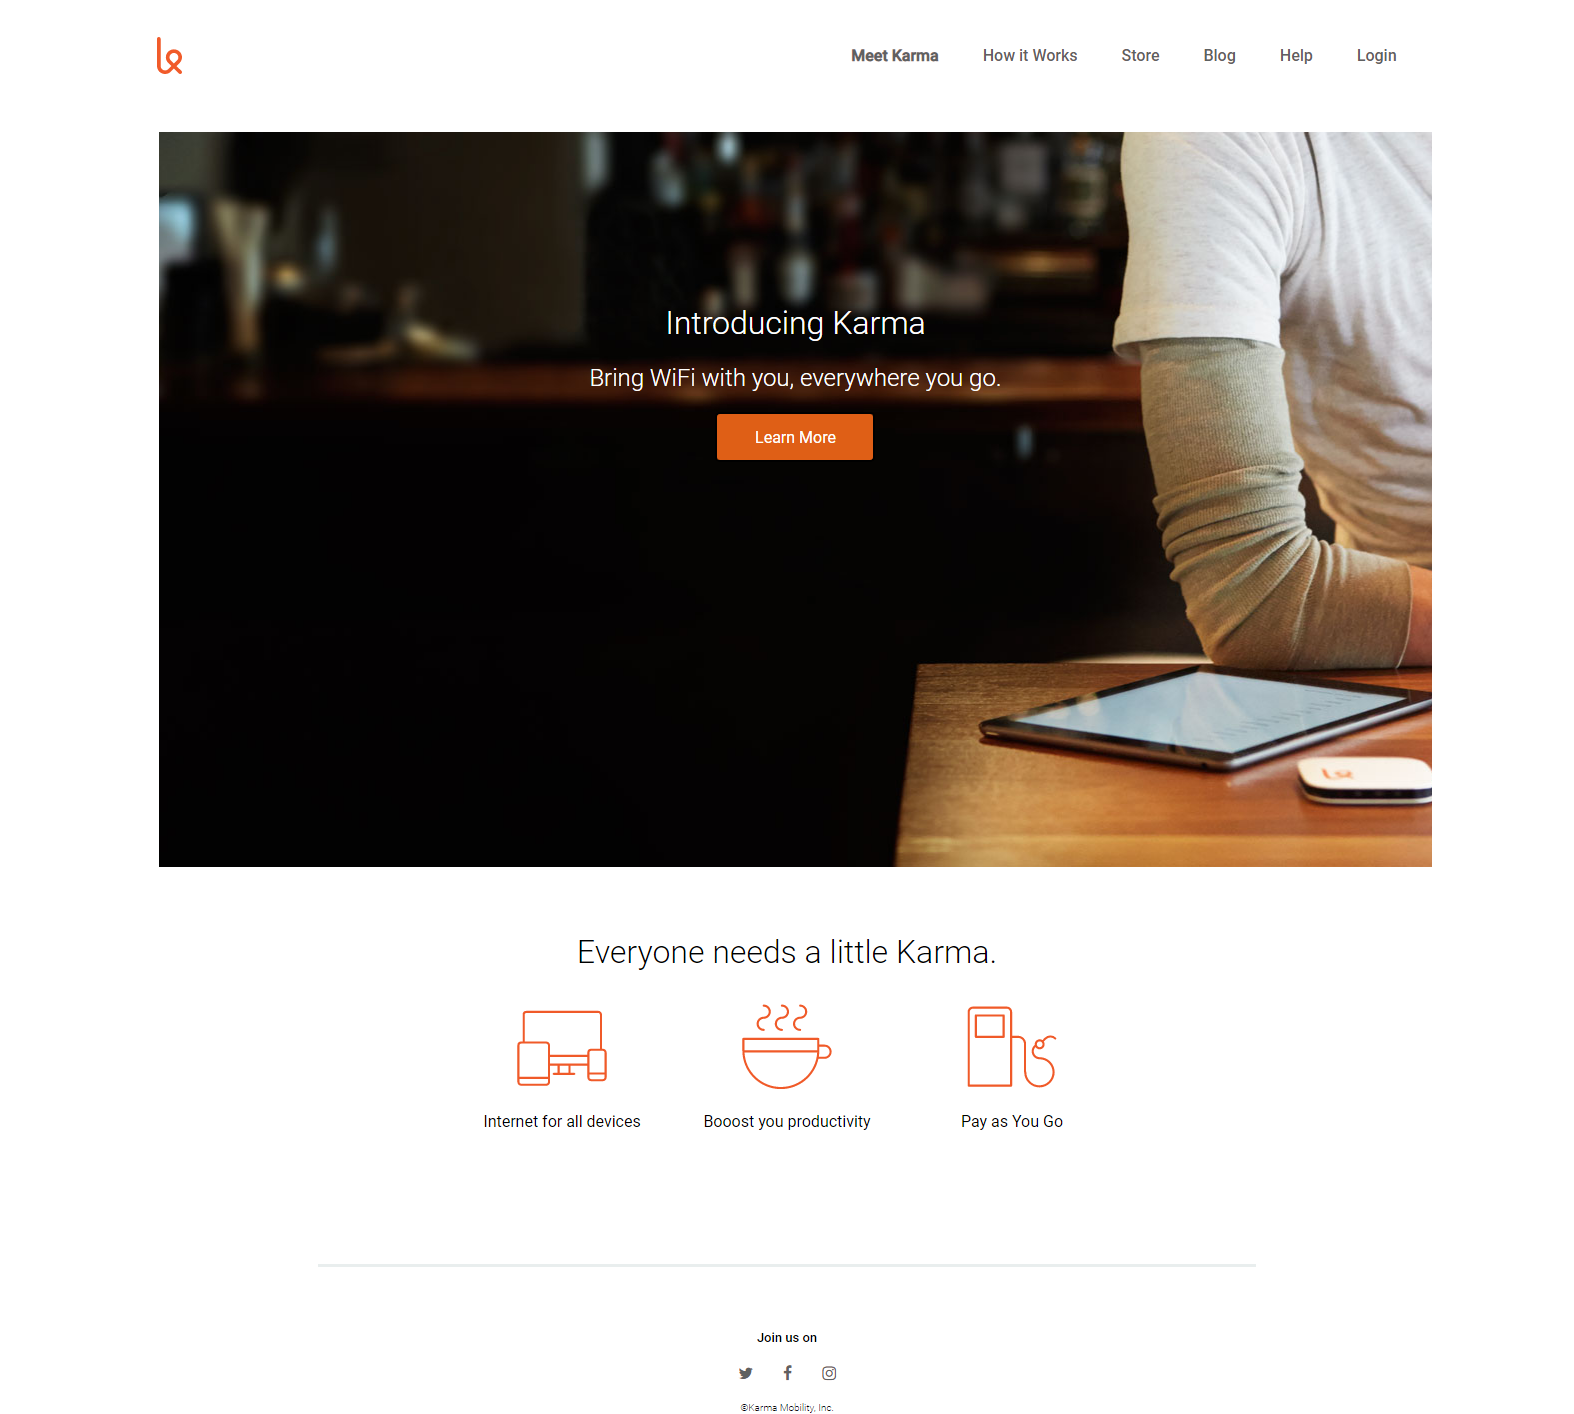 Meet Karma How it Works Store Blog Help Login
Introducing Karma
Bring WiFi with you, everywhere you go.
Learn More
Everyone needs a little Karma.
Internet for all devices Booost you productivity Pay as You Go
Join us on
©Karma Mobility, Inc.